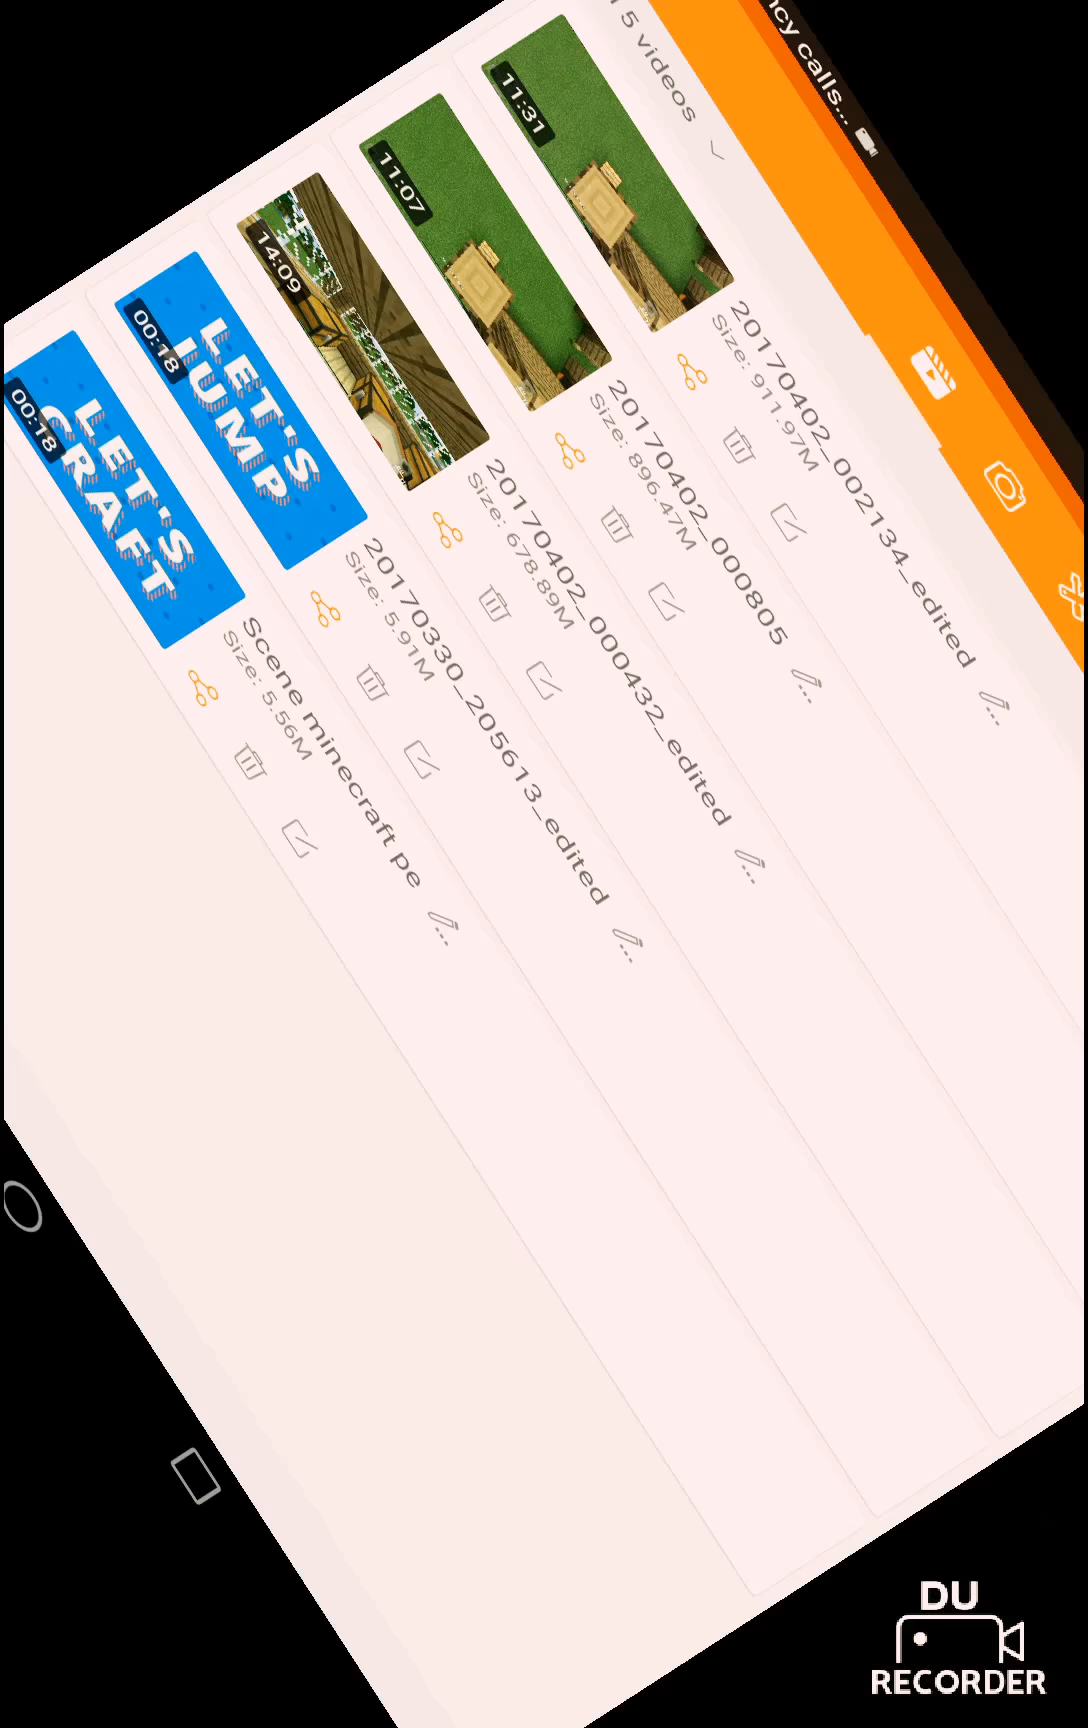 ncy calls...
5 videos
11:31
20170402_002134_edited
Size: 911.97M
11:07
20170402_000805
Size: 896.47M
14:09
20170402_000432_edited
Size: 678.89M
00:18
LET'S
JUMP
20170330_205613_edited
Size: 5.91M
00:18
LET'S
CRAFT
Scene minecraft pe
Size: 5.56M
DU
RECORDER